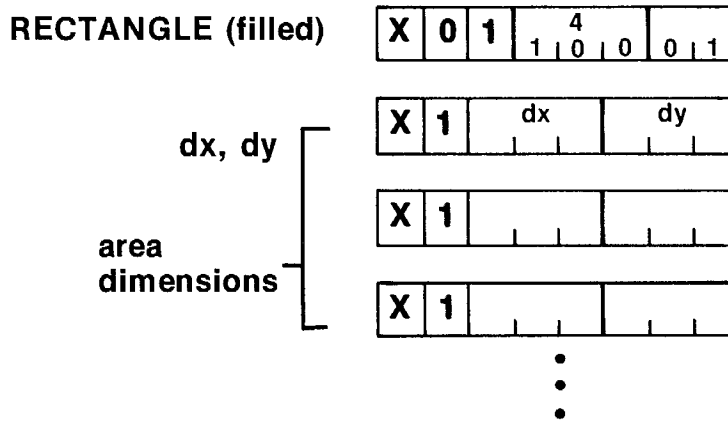 RECTANGLE (filled) X 0 1 4
1 0 0 0 1
dx, dy X 1 dx dy
X 1
area
dimensions
X 1